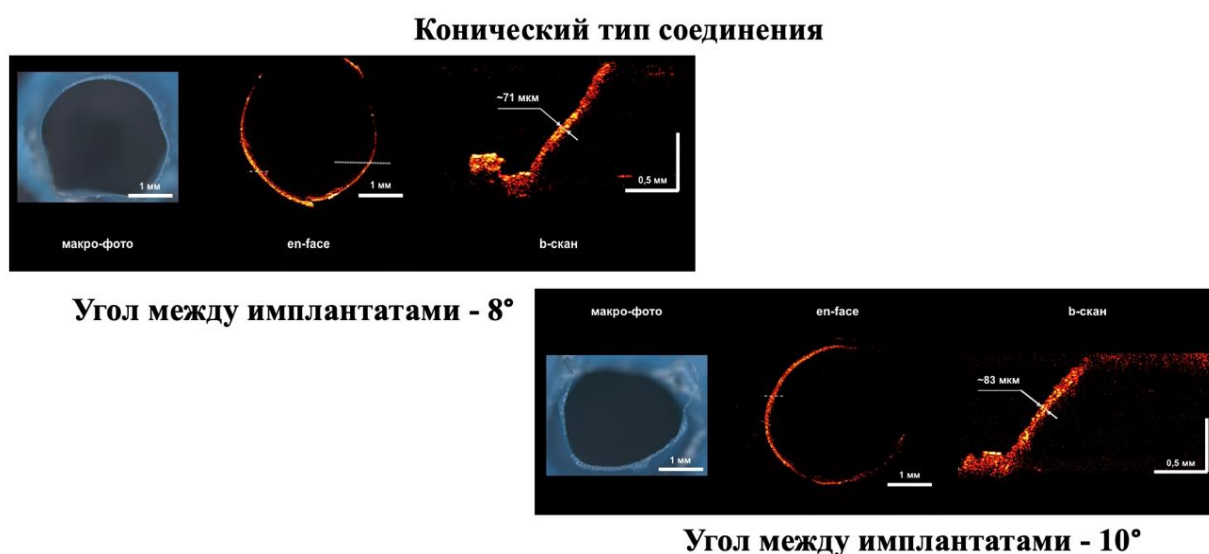 Конический тип соединения
~71 мкм
1 мм
1 мм
0,5 мм
макро-фото en-face b-скан
Угол между имплантатами - 8°
макро-фото en-face b-скан
~83 мкм
1 мм
1 мм
0,5 мм
Угол между имплантатами - 10°